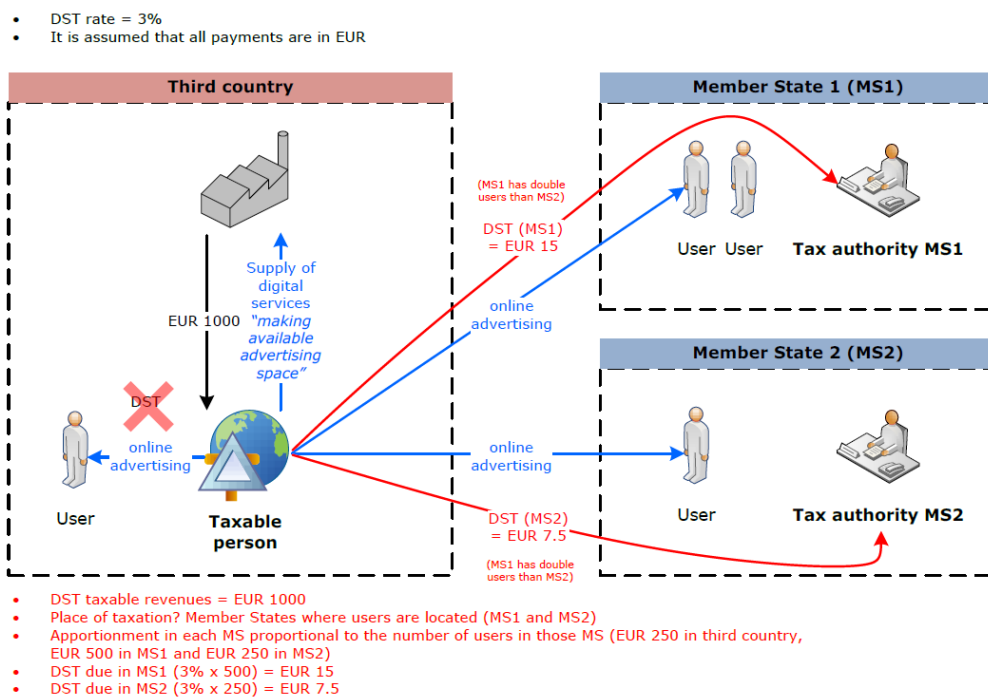 • DST rate = 3%
• It is assumed that all payments are in EUR
Third country
Member State 1 (MS1)
(MS1 has double
users than MS2)
DST (MS1)
= EUR 15
User User
Tax authority MS1
Supply of
digital
services
"making
available
advertising
space"
EUR 1000
online
advertising
Member State 2 (MS2)
DST
online
advertising
online
advertising
User
Taxable
person
DST (MS2)
= EUR 7.5
User
Tax authority MS2
(MS1 has double
users than MS2)
• DST taxable revenues = EUR 1000
• Place of taxation? Member States where users are located (MS1 and MS2)
• Apportionment in each MS proportional to the number of users in those MS (EUR 250 in third country,
EUR 500 in MS1 and EUR 250 in MS2)
• DST due in MS1 (3% x 500) = EUR 15
• DST due in MS2 (3% x 250) = EUR 7.5